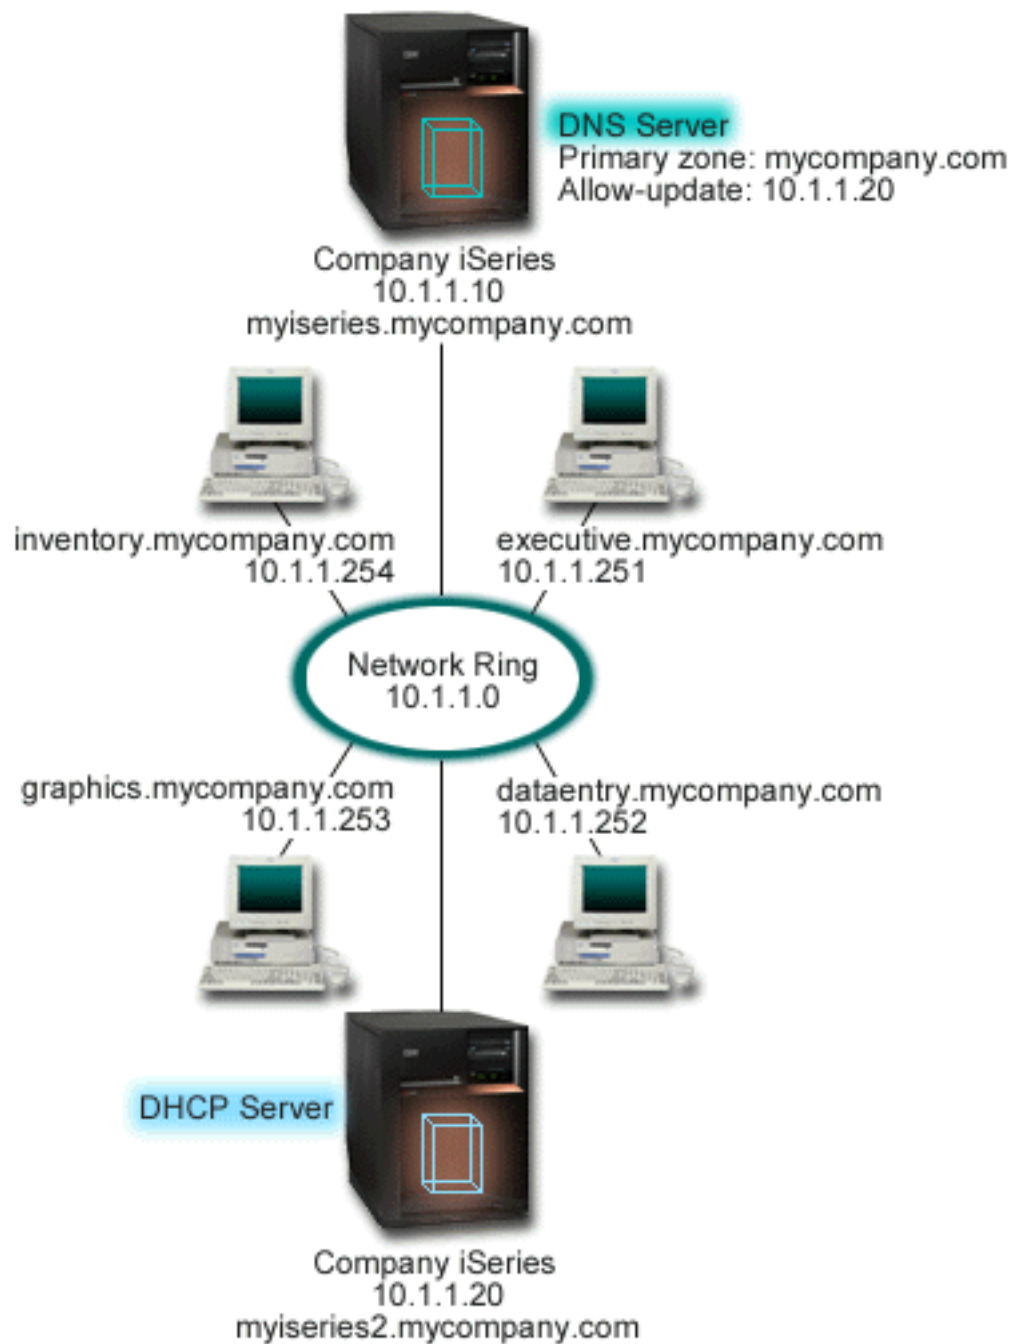 DNS Server
Primary zone: mycompany.com
Allow-update: 10.1.1.20
Company iSeries
10.1.1.10
myiseries.mycompany.com
inventory.mycompany.com
10.1.1.254
executive.mycompany.com
10.1.1.251
Network Ring
10.1.1.0
graphics.mycompany.com
10.1.1.253
dataentry.mycompany.com
10.1.1.252
DHCP Server
Company iSeries
10.1.1.20
myiseries2.mycompany.com